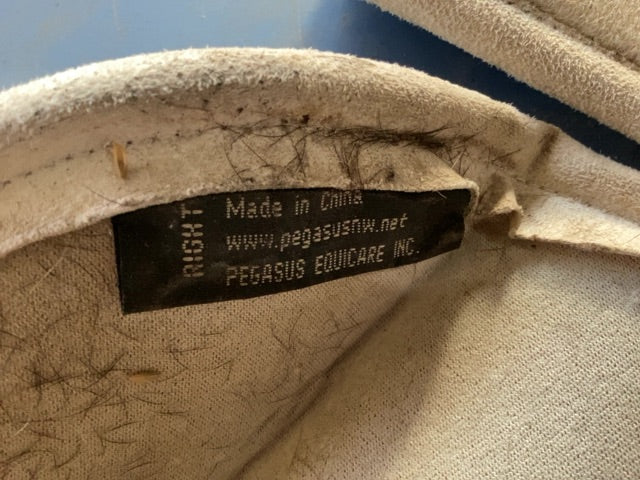 RIGHT
Made in China
www.pegasusnw.net
PEGASUS EQUICARE INC.